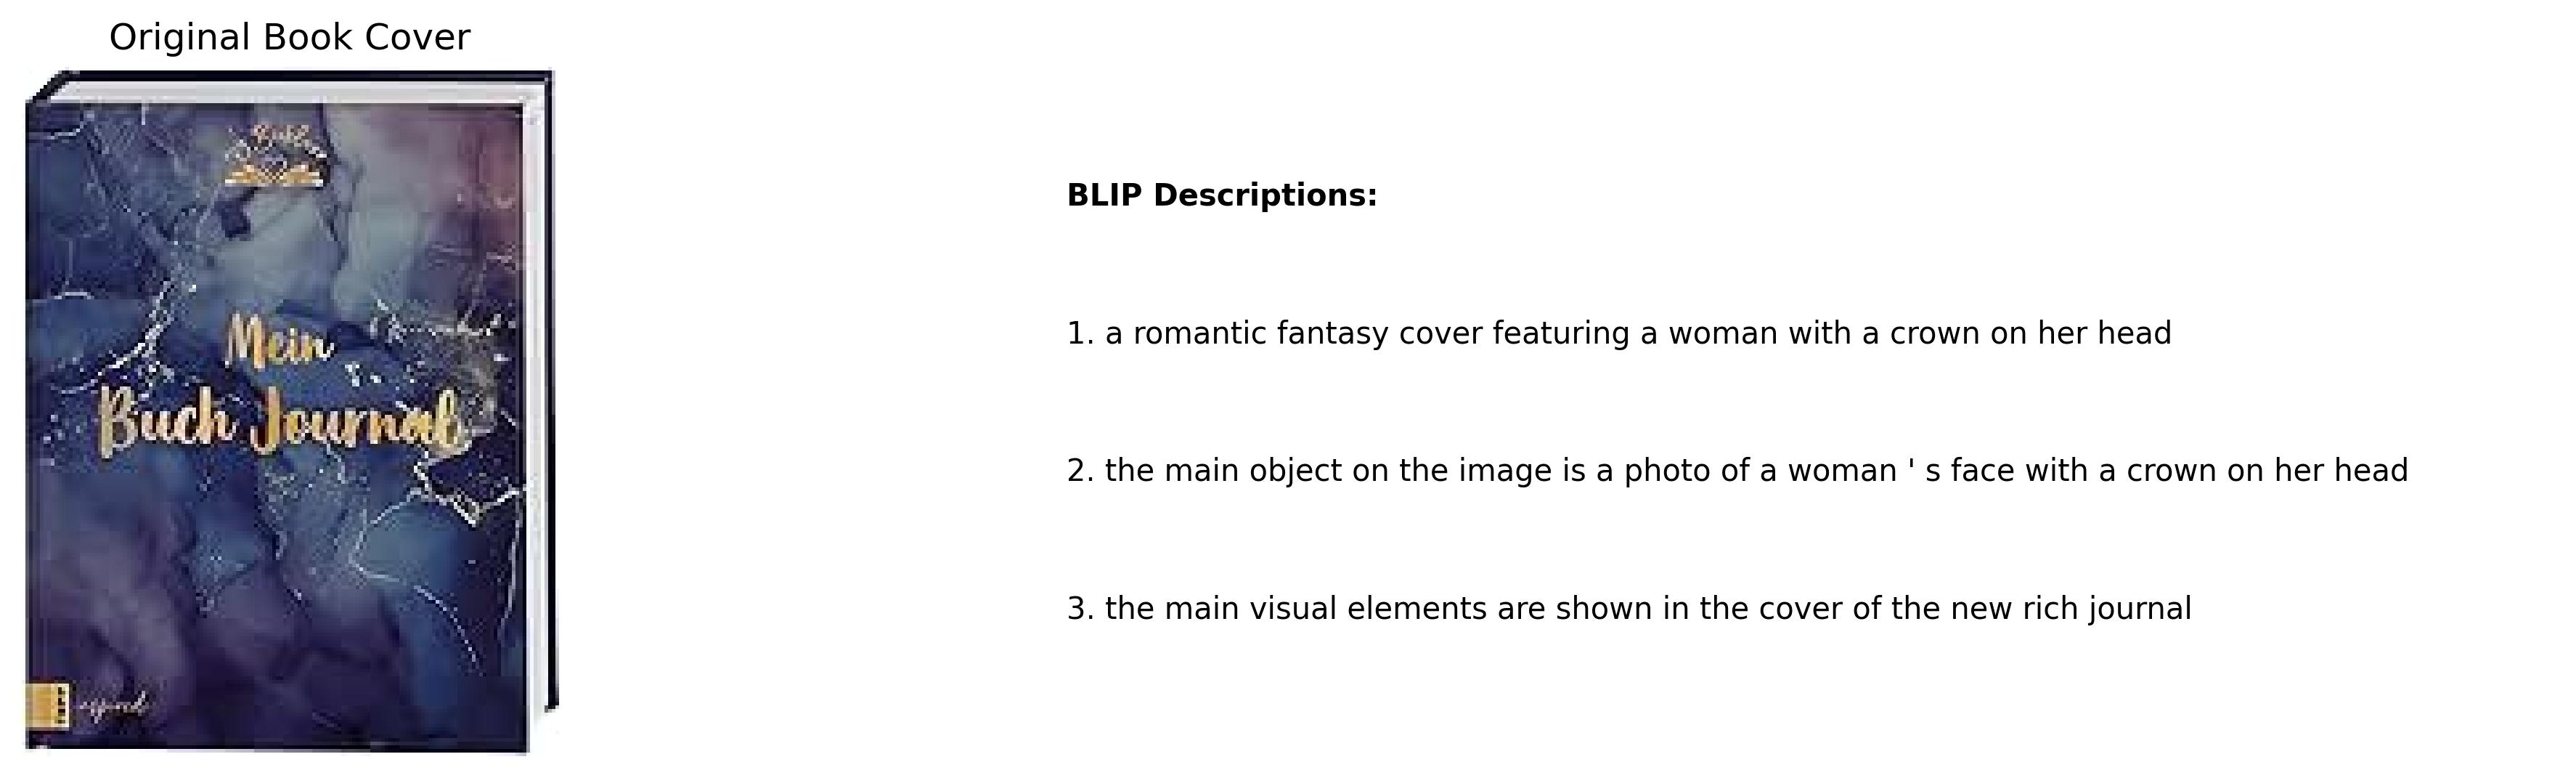 Original Book Cover
Mein
Buch Journal
BLIP Descriptions:
1. a romantic fantasy cover featuring a woman with a crown on her head
2. the main object on the image is a photo of a woman ' s face with a crown on her head
3. the main visual elements are shown in the cover of the new rich journal